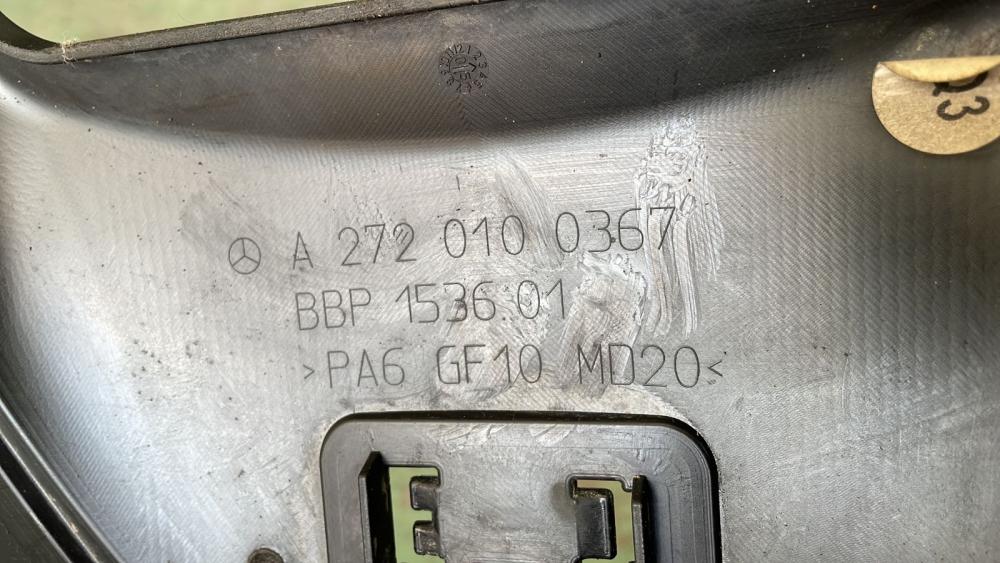 A 272 010 0367
BBP 1536.01
>PA6 GF10 MD20<